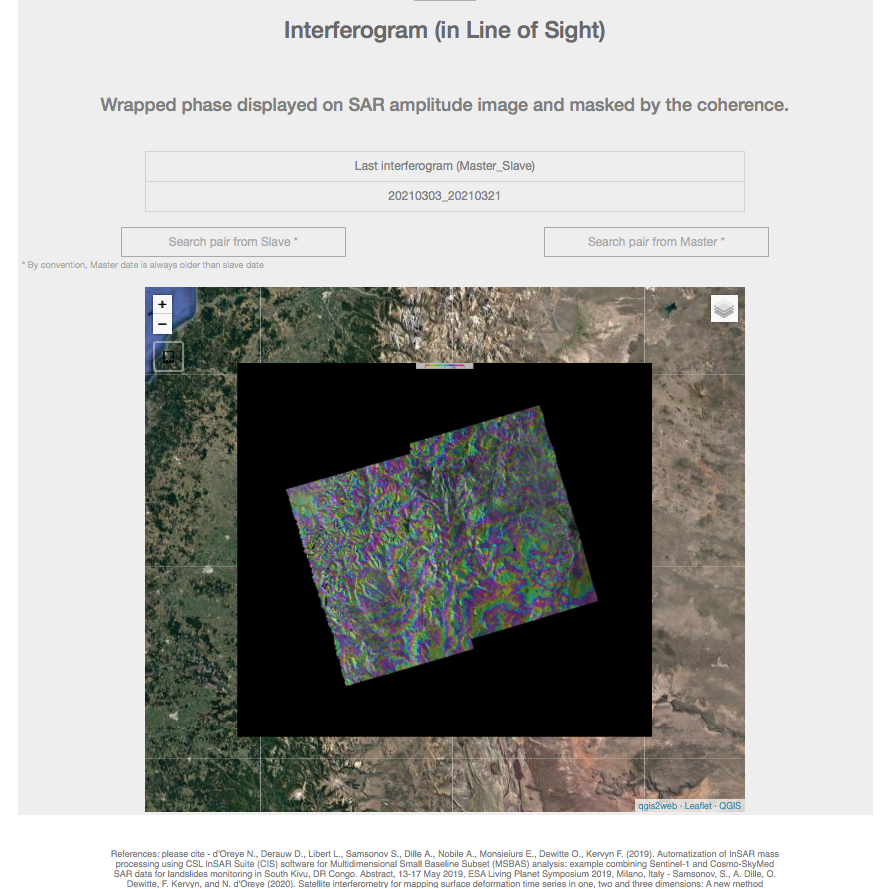 Interferogram (in Line of Sight)
Wrapped phase displayed on SAR amplitude image and masked by the coherence.
Last interferogram (Master_Slave)
20210303_20210321
Search pair from Slave *
Search pair from Master *
* By convention, Master date is always older than slave date
+
−
qgis2web · Leaflet · QGIS
References: please cite - d'Oreye N., Derauw D., Libert L., Samsonov S., Dille A., Nobile A., Monsieiurs E., Dewitte O., Kervyn F. (2019). Automatization of InSAR mass
processing using CSL InSAR Suite (CIS) software for Multidimensional Small Baseline Subset (MSBAS) analysis: example combining Sentinel-1 and Cosmo-SkyMed
SAR data for landslides monitoring in South Kivu, DR Congo. Abstract, 13-17 May 2019, ESA Living Planet Symposium 2019, Milano, Italy - Samsonov, S., A. Dille, O.
Dewitte, F. Kervyn, and N. d'Oreye (2020). Satellite interferometry for mapping surface deformation time series in one, two and three dimensions: A new method